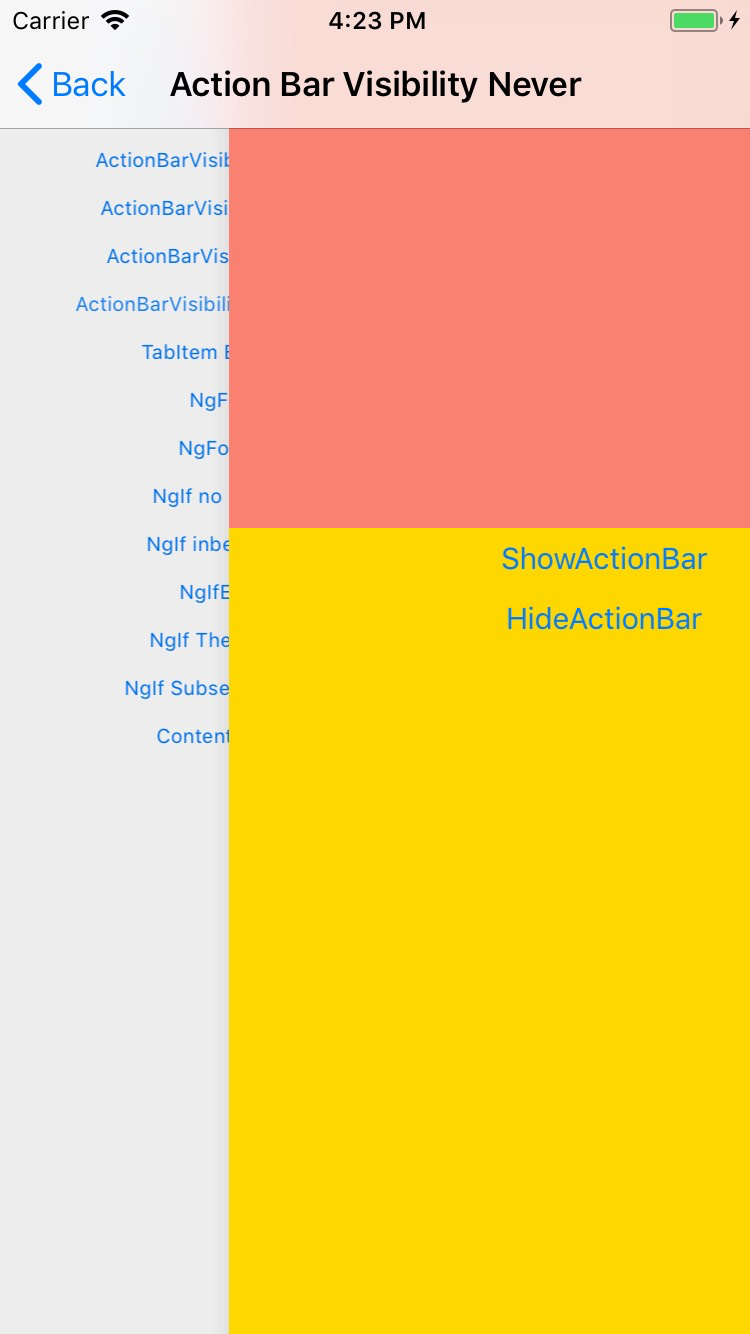 Carrier 4:23 PM
Back Action Bar Visibility Never
ActionBarVisib
ActionBarVisi
ActionBarVis
ActionBarVisibili
TabItem
NgF
NgFo
NgIf no
NgIf inbe
NgIfE
NgIf The
NgIf Subse
Content
ShowActionBar
HideActionBar